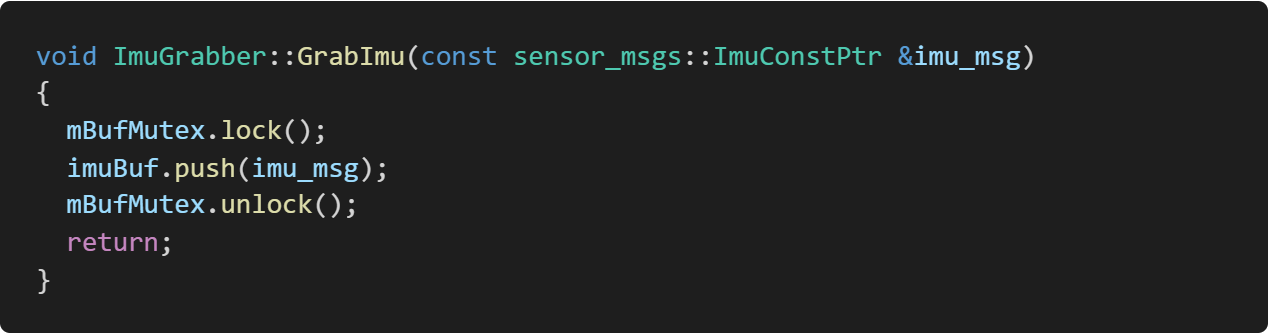 void ImuGrabber::GrabImu(const sensor_msgs::ImuConstPtr &imu_msg)
{
  mBufMutex.lock();
  imuBuf.push(imu_msg);
  mBufMutex.unlock();
  return;
}